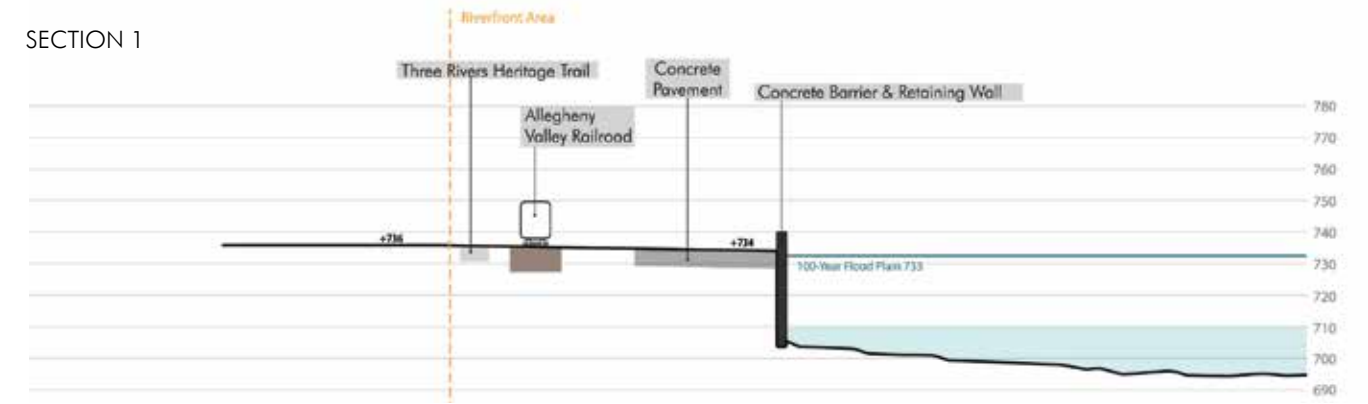 Riverfront Area
SECTION 1
Three Rivers Heritage Trail
Concrete
Pavement
Concrete Barrier & Retaining Wall
Allegheny
Valley Railroad
780
770
760
750
740
730
720
710
700
690
+736
+734
100-Year Flood Plain 733